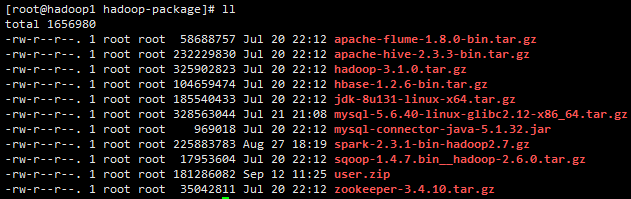 [root@hadoop1 hadoop-package]# ll
total 1656980
-rw-r--r--. 1 root root  58688757 Jul 20 22:12 apache-flume-1.8.0-bin.tar.gz
-rw-r--r--. 1 root root 232229830 Jul 20 22:12 apache-hive-2.3.3-bin.tar.gz
-rw-r--r--. 1 root root 325902823 Jul 20 22:12 hadoop-3.1.0.tar.gz
-rw-r--r--. 1 root root 104659474 Jul 20 22:12 hbase-1.2.6-bin.tar.gz
-rw-r--r--. 1 root root 185540433 Jul 20 22:12 jdk-8u131-linux-x64.tar.gz
-rw-r--r--. 1 root root 328563044 Jul 21 21:08 mysql-5.6.40-linux-glibc2.12-x86_64.tar.gz
-rw-r--r--. 1 root root    969018 Jul 20 22:12 mysql-connector-java-5.1.32.jar
-rw-r--r--. 1 root root 225883783 Aug 27 18:19 spark-2.3.1-bin-hadoop2.7.gz
-rw-r--r--. 1 root root  17953604 Jul 20 22:12 sqoop-1.4.7.bin__hadoop-2.6.0.tar.gz
-rw-r--r--. 1 root root 181286082 Sep 12 11:25 user.zip
-rw-r--r--. 1 root root  35042811 Jul 20 22:12 zookeeper-3.4.10.tar.gz